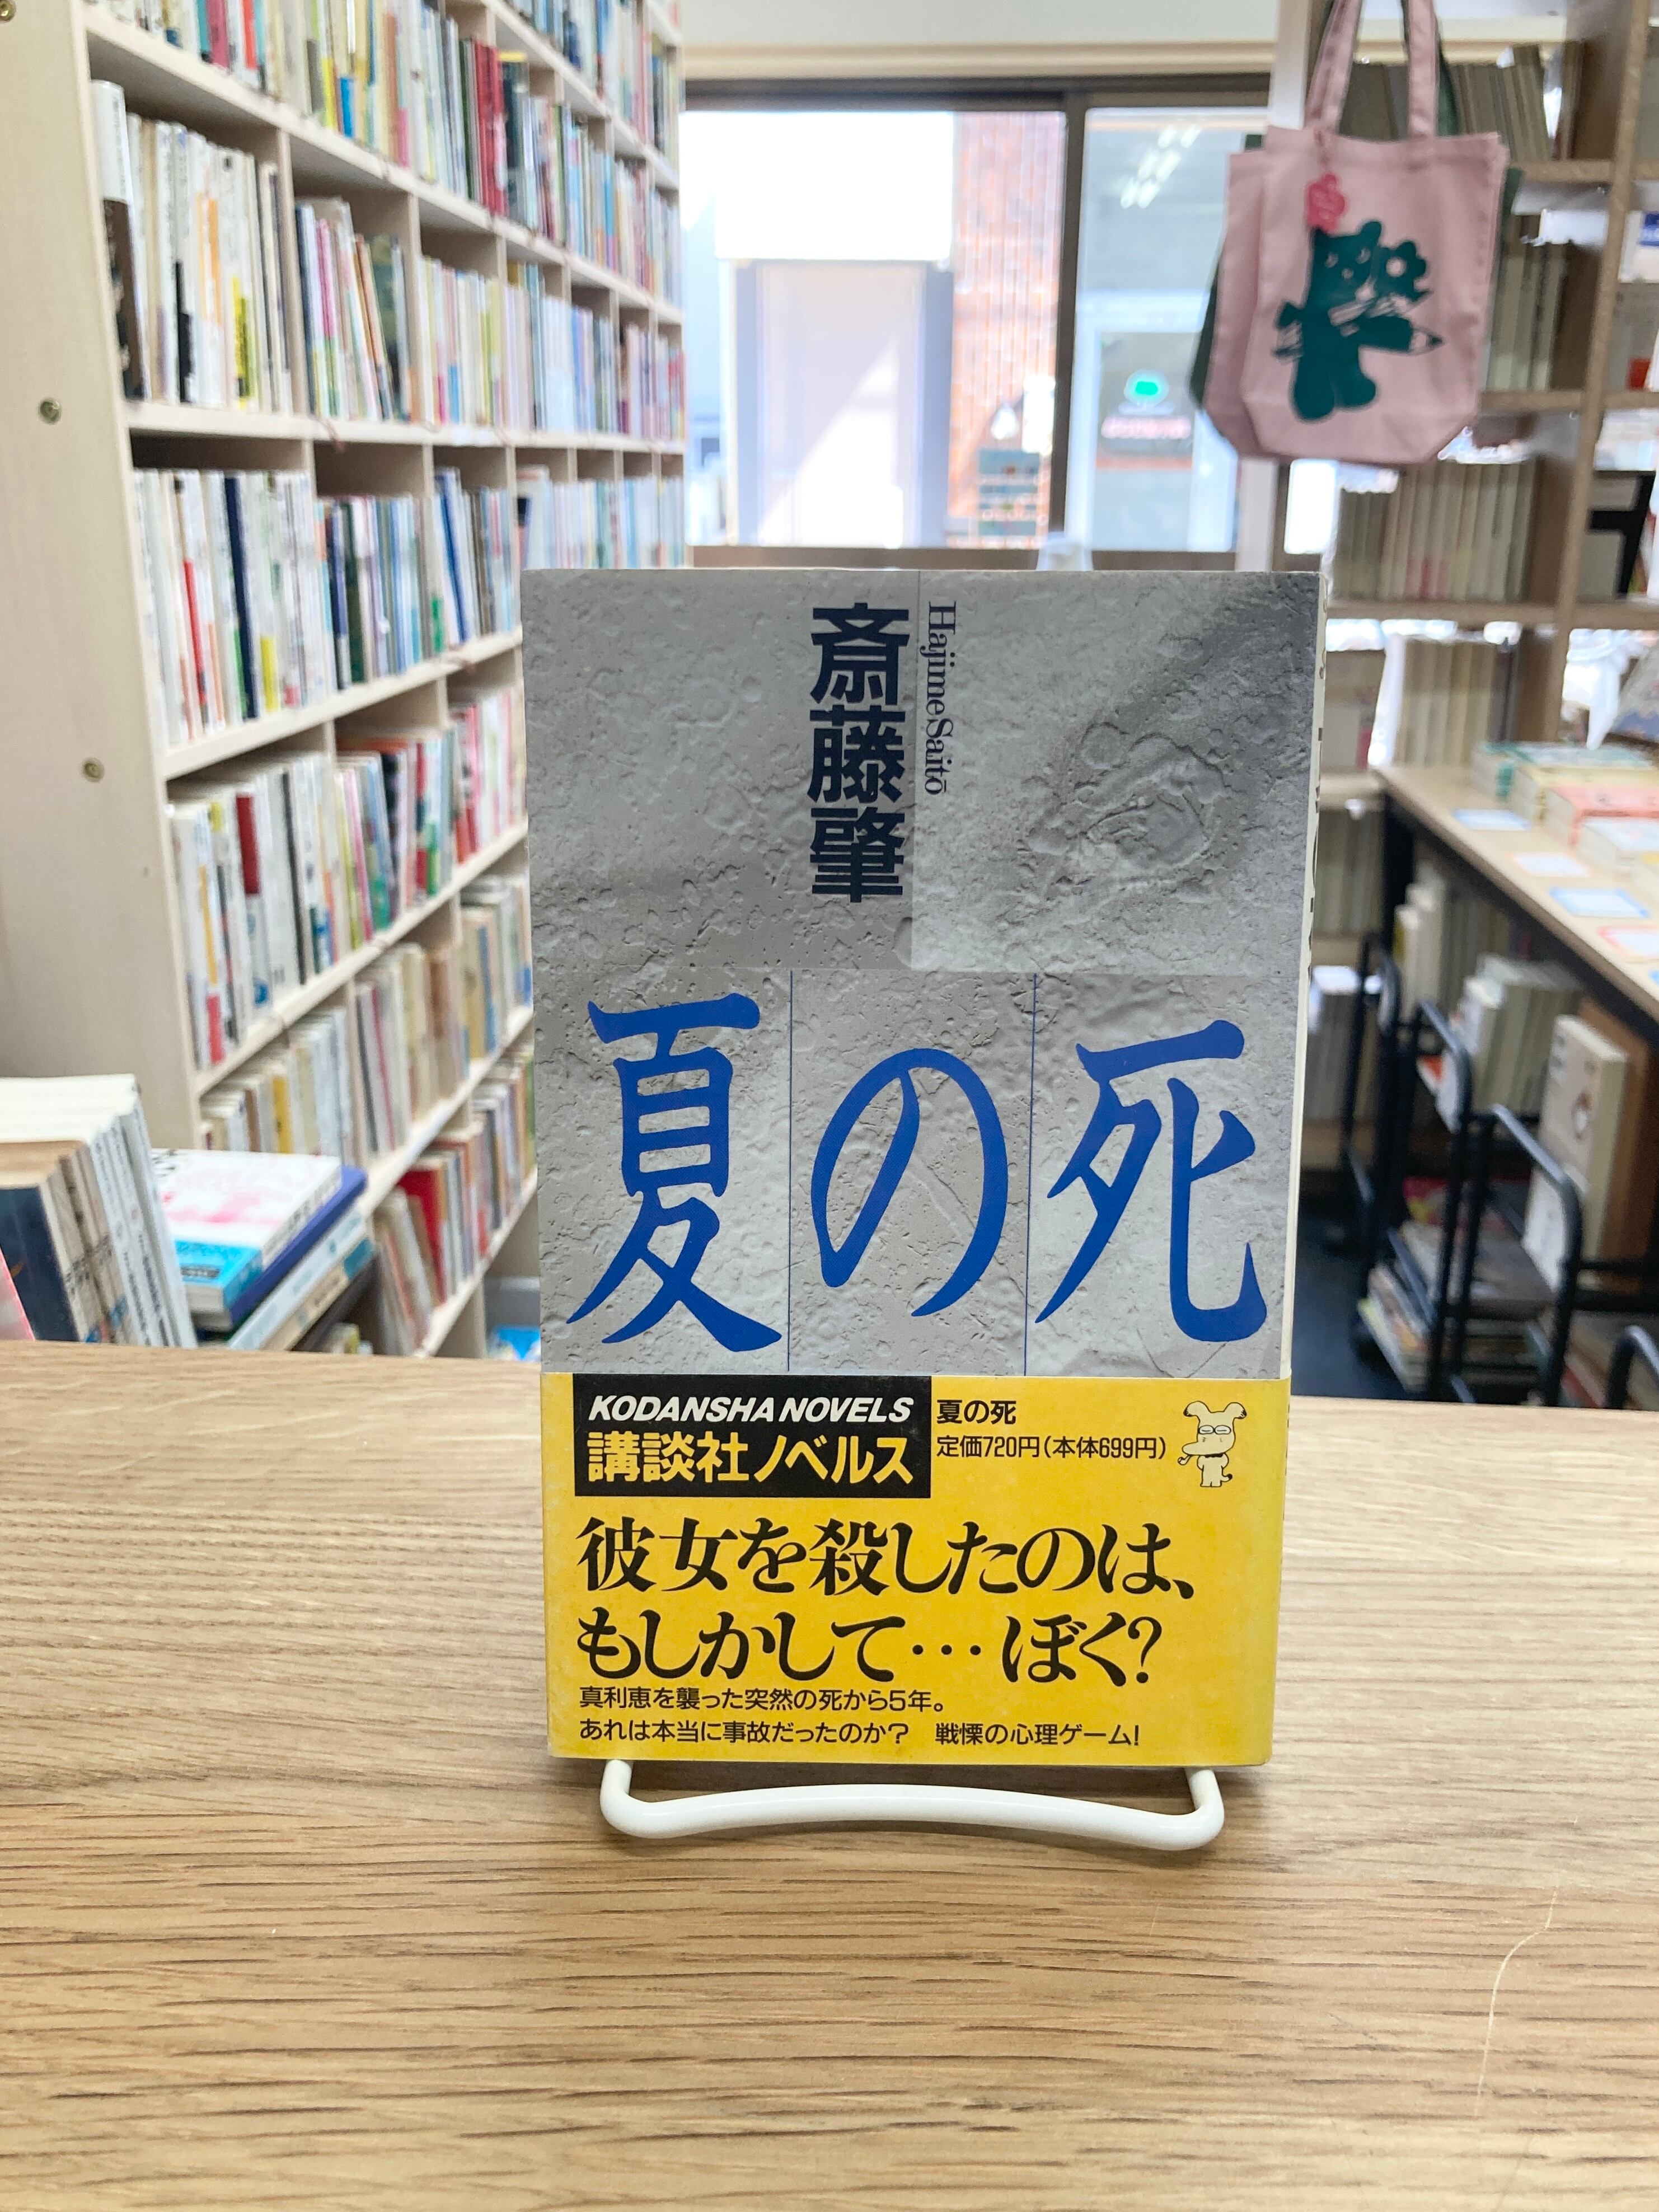 斎藤肇
Hajime Saitō
夏の死
KODANSHA NOVELS
講談社ノベルス
夏の死
定価720円(本体699円)
彼女を殺したのは、
もしかして…ぼく?
真利恵を襲った突然の死から5年。
あれは本当に事故だったのか? 戦慄の心理ゲーム!